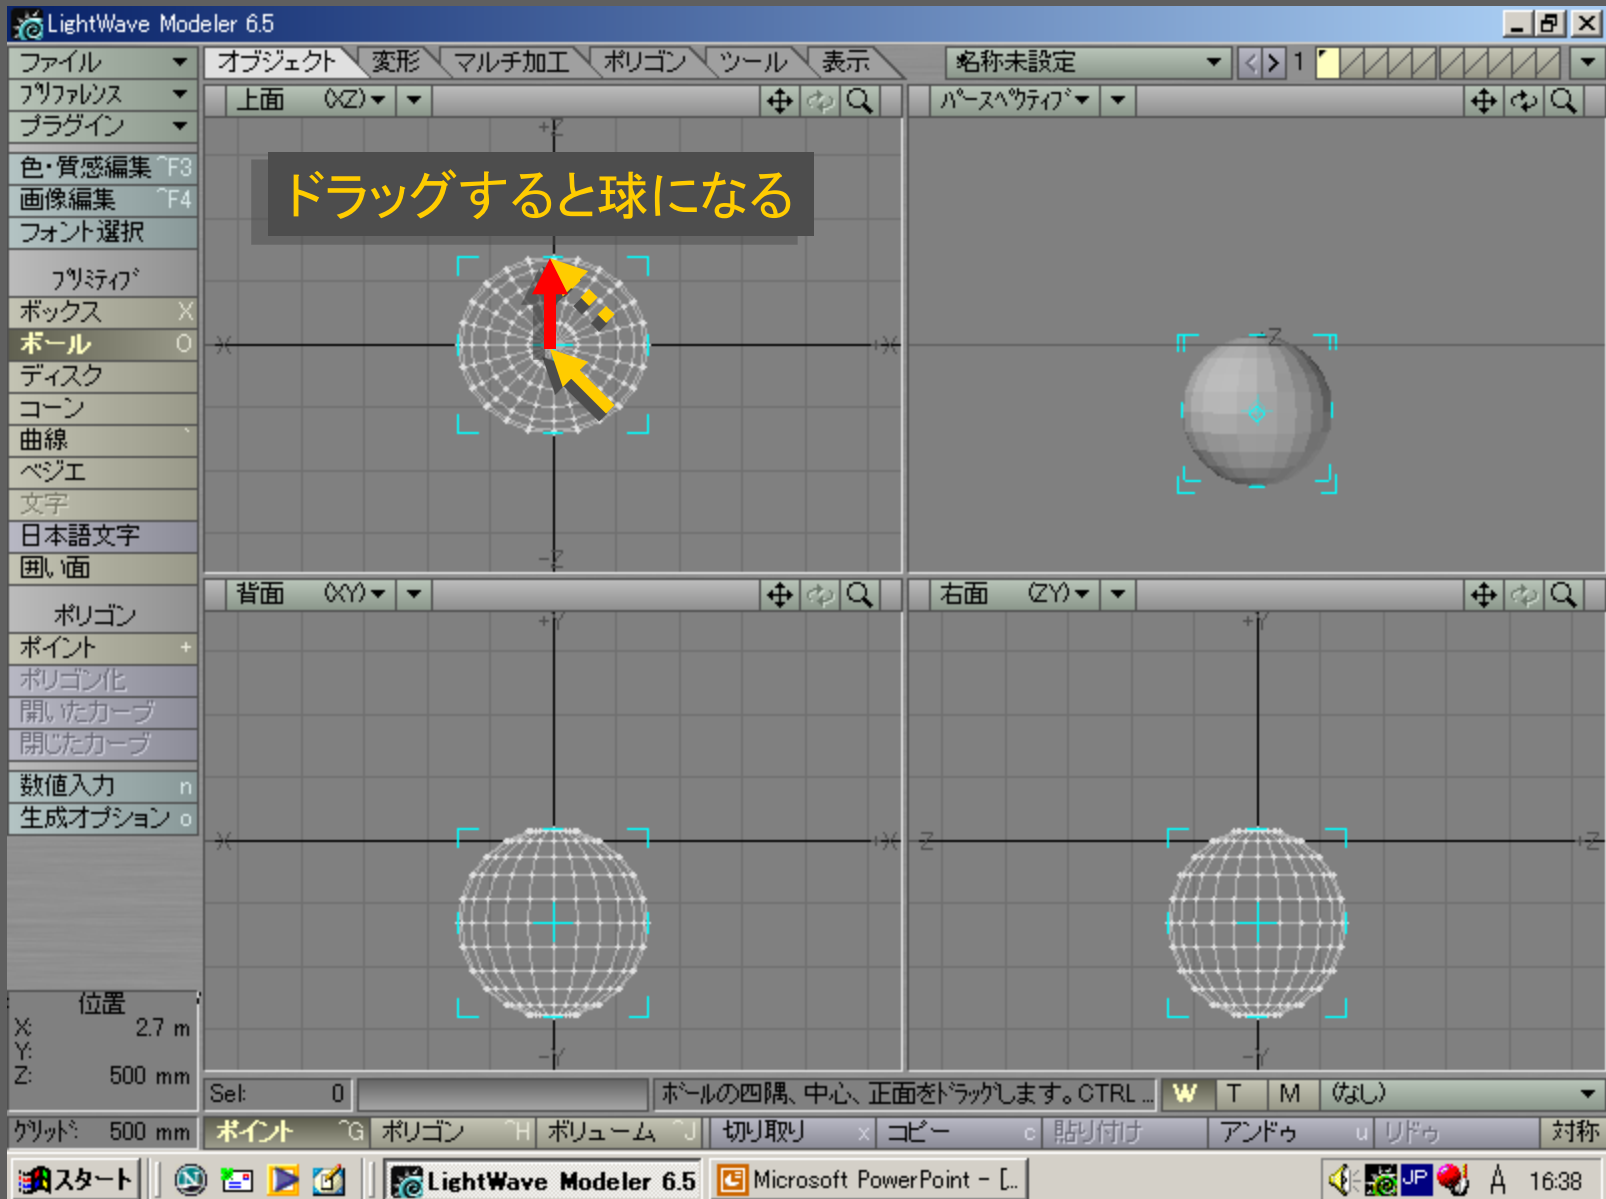 LightWave Modeler 6.5
ファイル
プリファレンス
プラグイン
オブジェクト 変形 マルチ加工 ポリゴン ツール 表示
名称未設定 < > 1
上面 (XZ)
パースペクティブ
色・質感編集 ^F3
画像編集 ^F4
フォント選択
プリミティブ
ボックス X
ボール O
ディスク
コーン
曲線 `
ベジエ
文字
日本語文字
囲い面
ポリゴン
ポイント +
ポリゴン化
開いたカーブ
閉じたカーブ
数値入力 n
生成オプション o
ドラッグすると球になる
+Z
-X
+X
-Z
+Z
背面 (XY)
+Y
-X
+X
-Y
右面 (ZY)
+Y
-Z
+Z
-Y
位置
X: 2.7 m
Y:
Z: 500 mm
グリッド: 500 mm
Sel: 0
ボールの四隅、中心、正面をドラッグします。CTRL ...
W T M (なし)
ポイント ^G ポリゴン ^H ボリューム ^J 切り取り x コピー c 貼り付け アンドゥ u リドゥ 対称
スタート
LightWave Modeler 6.5
Microsoft PowerPoint - [...
JP A 16:38